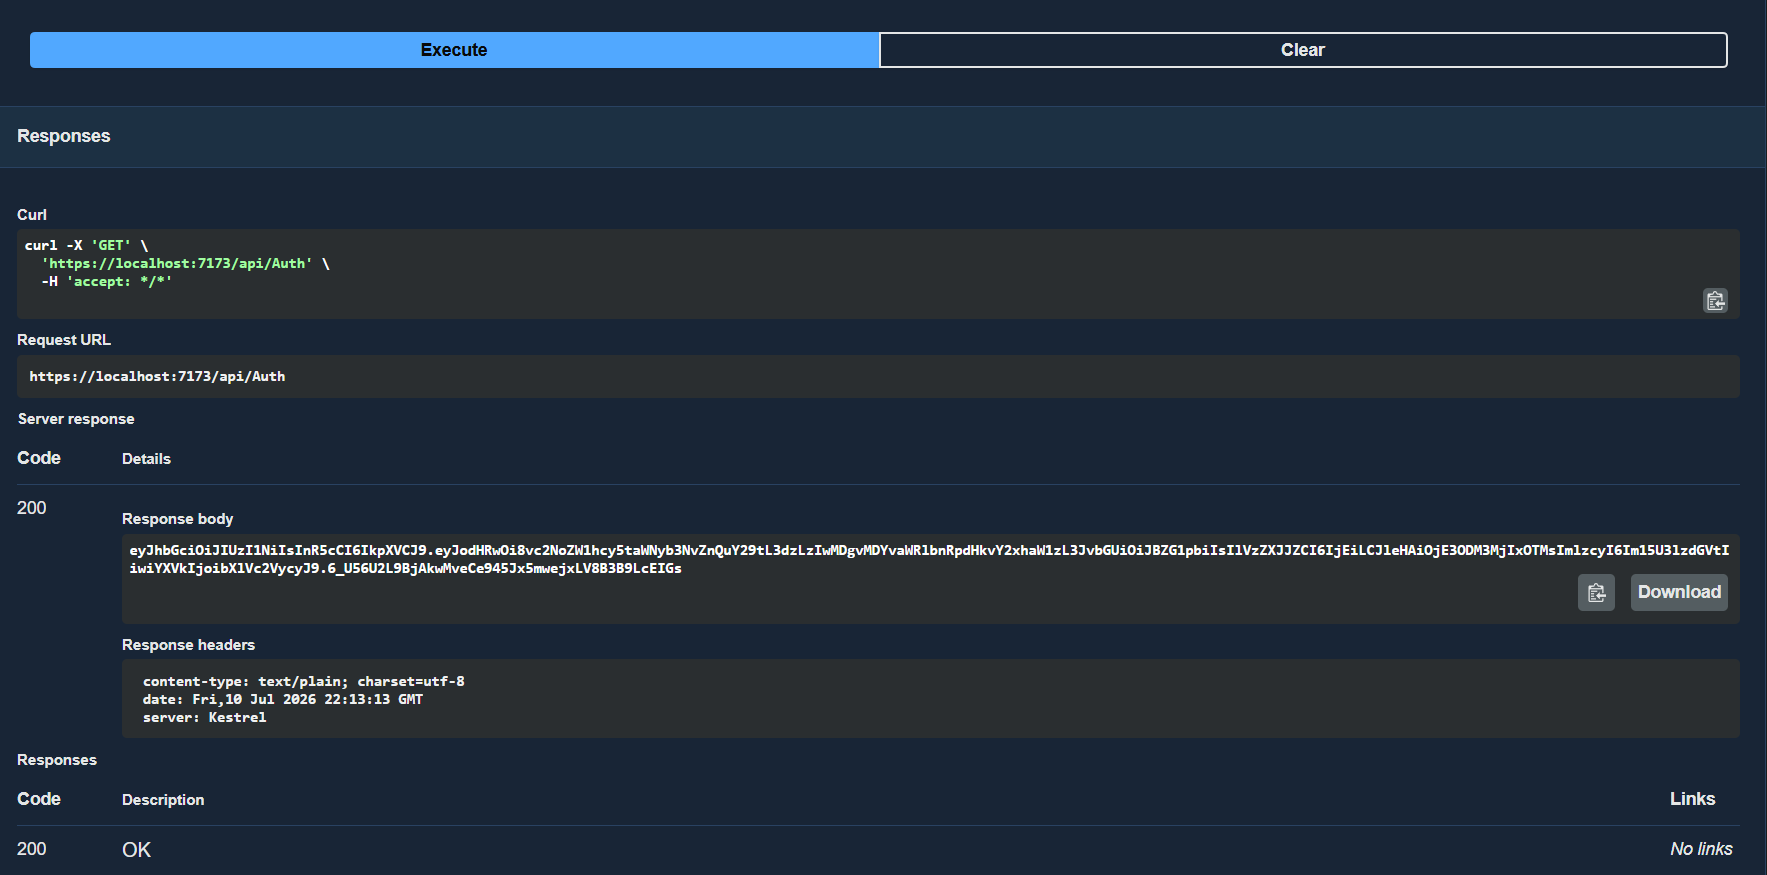 Execute
Clear
Responses
Curl
curl -X 'GET' \
'https://localhost:7173/api/Auth' \
-H 'accept: */*'
Request URL
https://localhost:7173/api/Auth
Server response
Code Details
200
Response body
eyJhbGciOiJIUzI1NiIsInR5cCI6IkpXVCJ9.eyJodHRwOi8vc2NoZW1hcy5taWNyb3NvZnQuY29tL3dzLzIwMDgvMDYvaWRlbnRpdHkvY2xhaW1zL3JvbGUiOiJBZG1pbiIsIlVzZXJJZCI6IjEiLCJleHAiOjE3ODM3MjIxOTMsImlzcyI6Im15U3lzdGVtI
iwiYXVkIjoibXlVc2VycyJ9.6_U56U2L9BjAkwMveCe945Jx5mwejxLV8B3B9LcEIGs
Download
Response headers
content-type: text/plain; charset=utf-8
date: Fri,10 Jul 2026 22:13:13 GMT
server: Kestrel
Responses
Code Description Links
200 OK No links